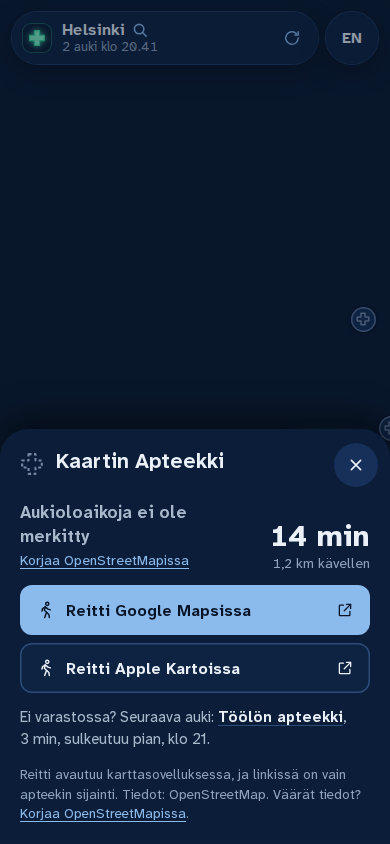 Helsinki
2 auki klo 20.41
EN
Kaartin Apteekki
Aukioloaikoja ei ole
merkitty
Korjaa OpenStreetMapissa
14 min
1,2 km kävellen
Reitti Google Mapsissa
Reitti Apple Kartoissa
Ei varastossa? Seuraava auki: Töölön apteekki,
3 min, sulkeutuu pian, klo 21.
Reitti avautuu karttasovelluksessa, ja linkissä on vain
apteekin sijainti. Tiedot: OpenStreetMap. Väärät tiedot?
Korjaa OpenStreetMapissa.